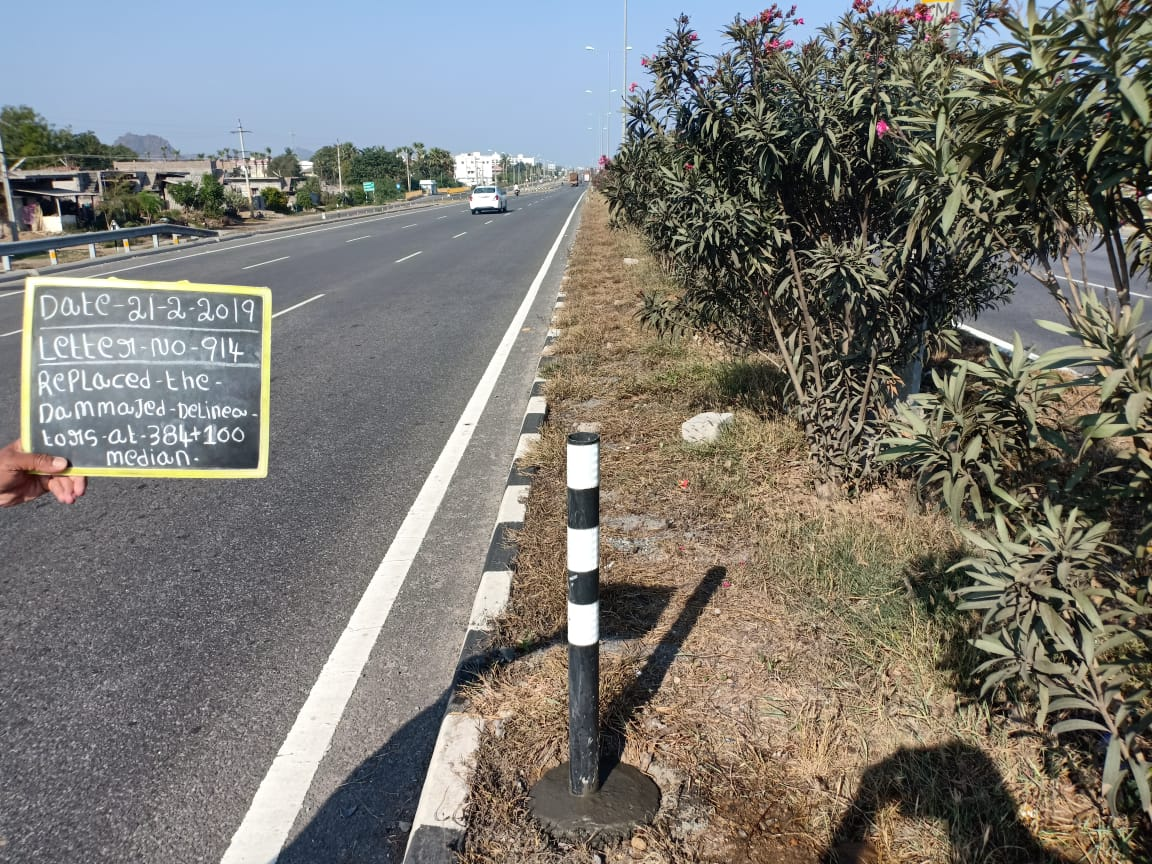 Date-21-2-2019
Letter-NO-914
RePLaced-the-
Dammajed-DeLinea-
tors-at-384+100
median-